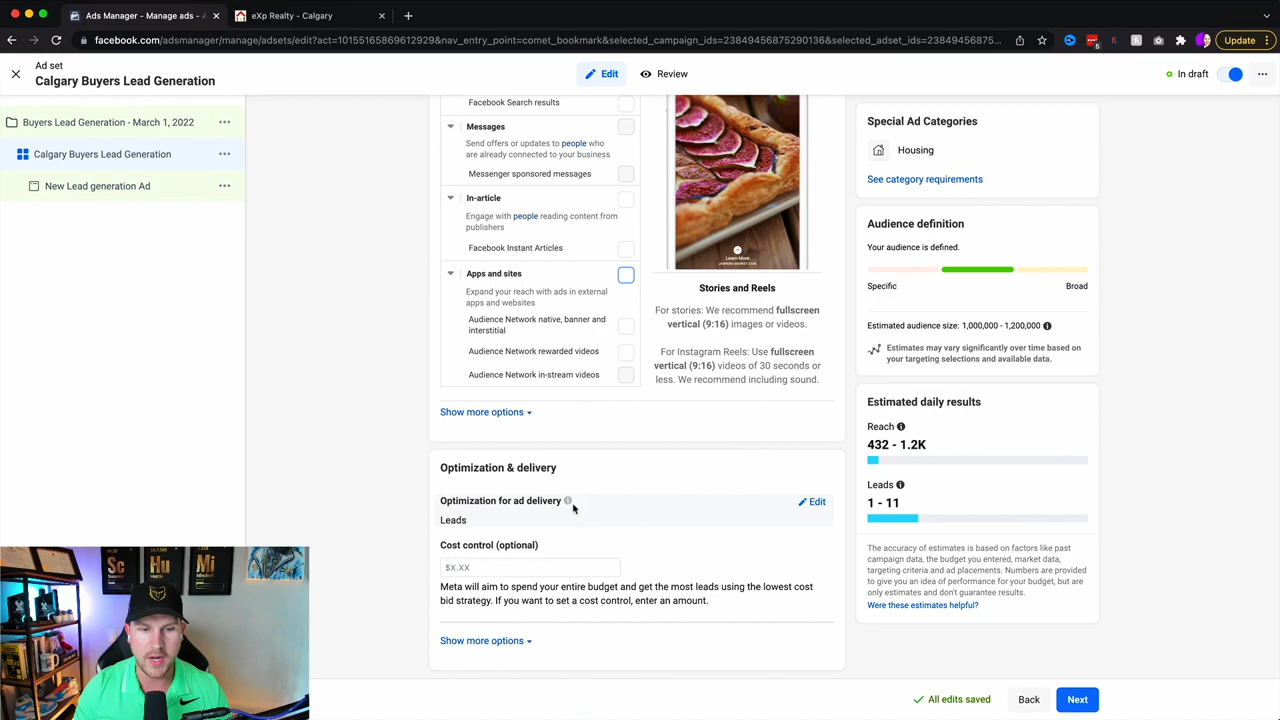 Ads Manager - Manage ads -
eXp Realty - Calgary
facebook.com/adsmanager/manage/adsets/edit?act=10155165869612929&nav_entry_point=comet_bookmark&selected_campaign_ids=23849456875290136&selected_adset_ids=238494568 75...
5
Update
Ad set
Calgary Buyers Lead Generation
Edit
Review
In draft
Buyers Lead Generation - March 1, 2022
Calgary Buyers Lead Generation
New Lead generation Ad
Facebook Search results
Messages
Send offers or updates to people who
are already connected to your business
Messenger sponsored messages
In-article
Engage with people reading content from
publishers
Facebook Instant Articles
Apps and sites
Expand your reach with ads in external
apps and websites
Audience Network native, banner and
interstitial
Audience Network rewarded videos
Audience Network in-stream videos
Show more options
Learn More
Stories and Reels
For stories: We recommend fullscreen
vertical (9:16) images or videos.
For Instagram Reels: Use fullscreen
vertical (9:16) videos of 30 seconds or
less. We recommend including sound.
Optimization & delivery
Optimization for ad delivery
Edit
Leads
Cost control (optional)
$X.XX
Meta will aim to spend your entire budget and get the most leads using the lowest cost
bid strategy. If you want to set a cost control, enter an amount.
Show more options
Special Ad Categories
Housing
See category requirements
Audience definition
Your audience is defined.
Specific
Broad
Estimated audience size: 1,000,000 - 1,200,000
Estimates may vary significantly over time based on
your targeting selections and available data.
Estimated daily results
Reach
432 - 1.2K
Leads
1 - 11
The accuracy of estimates is based on factors like past
campaign data, the budget you entered, market data,
targeting criteria and ad placements. Numbers are provided
to give you an idea of performance for your budget, but are
only estimates and don't guarantee results.
Were these estimates helpful?
Sc
Hu
Mi
All edits saved
Back
Next